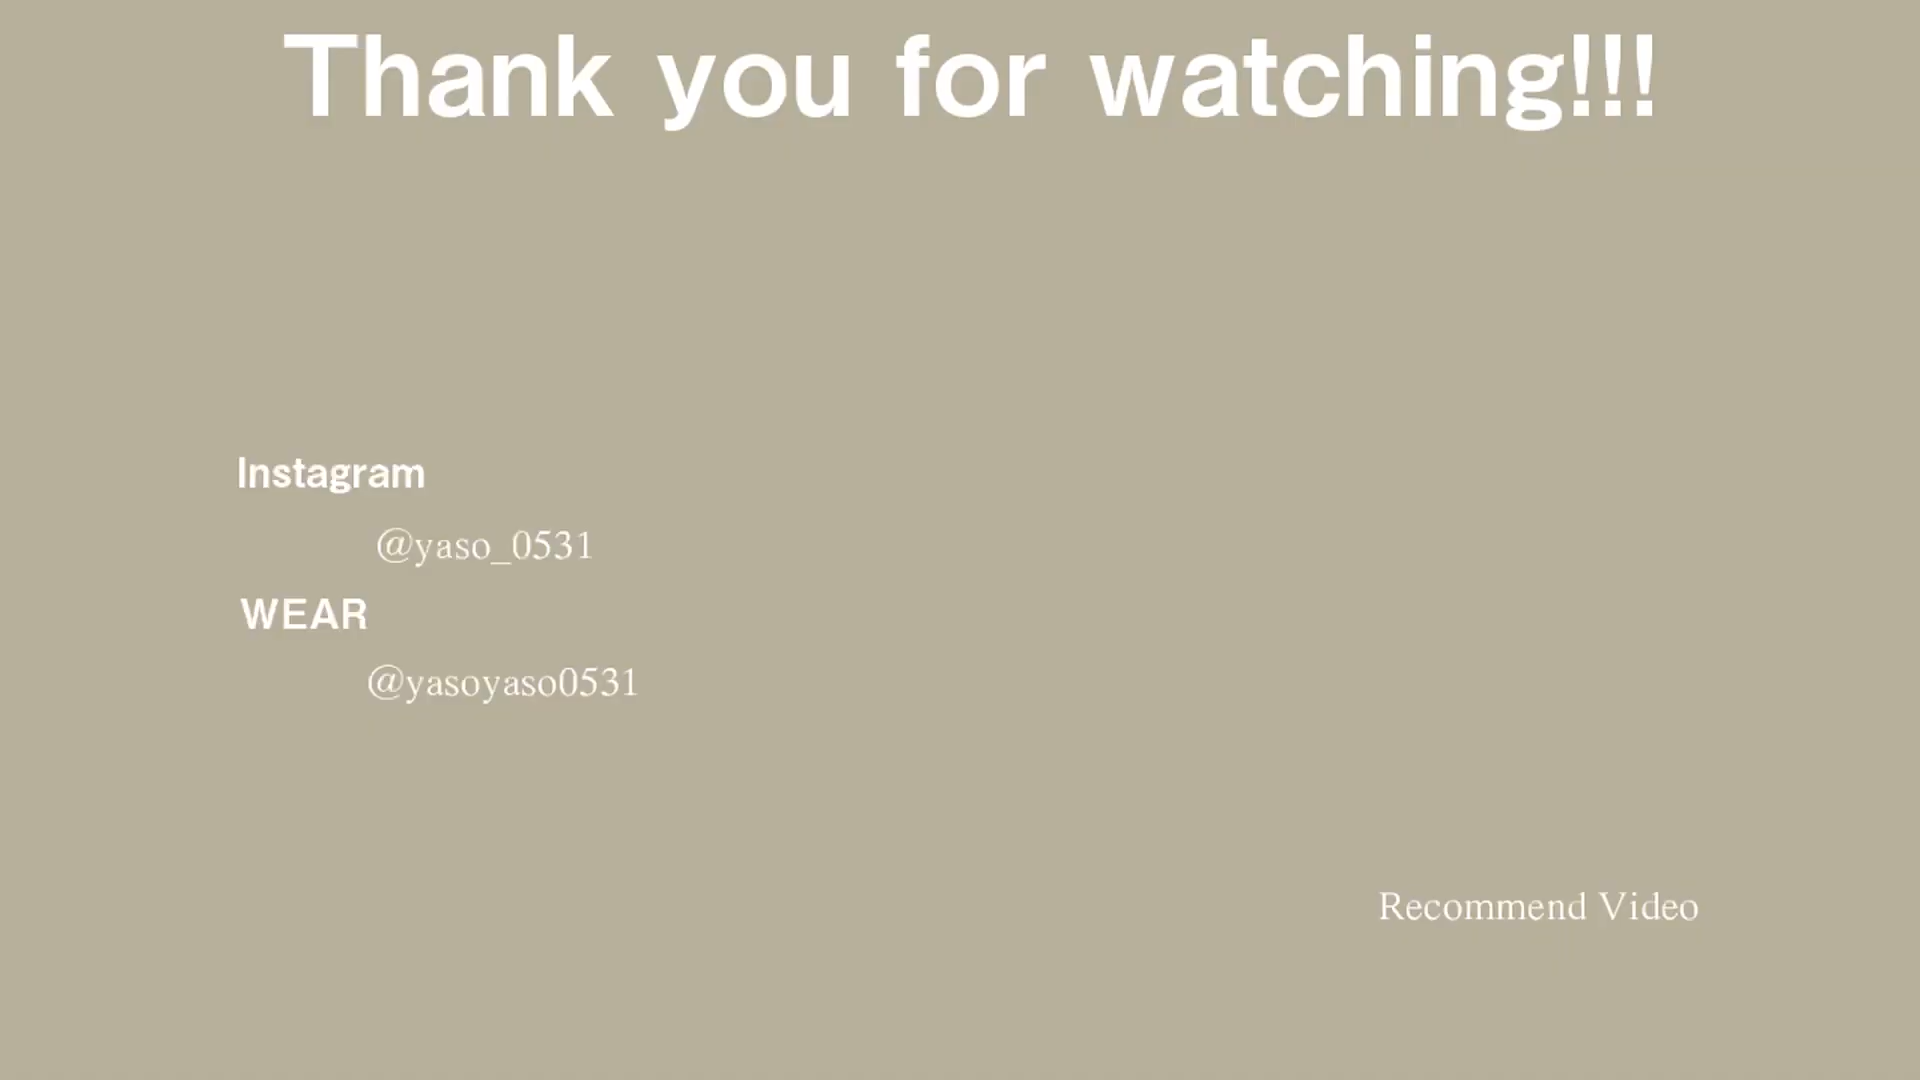 Thank you for watching!!!
Instagram
@yaso_0531
WEAR
@yasoyaso0531
Recommend Video